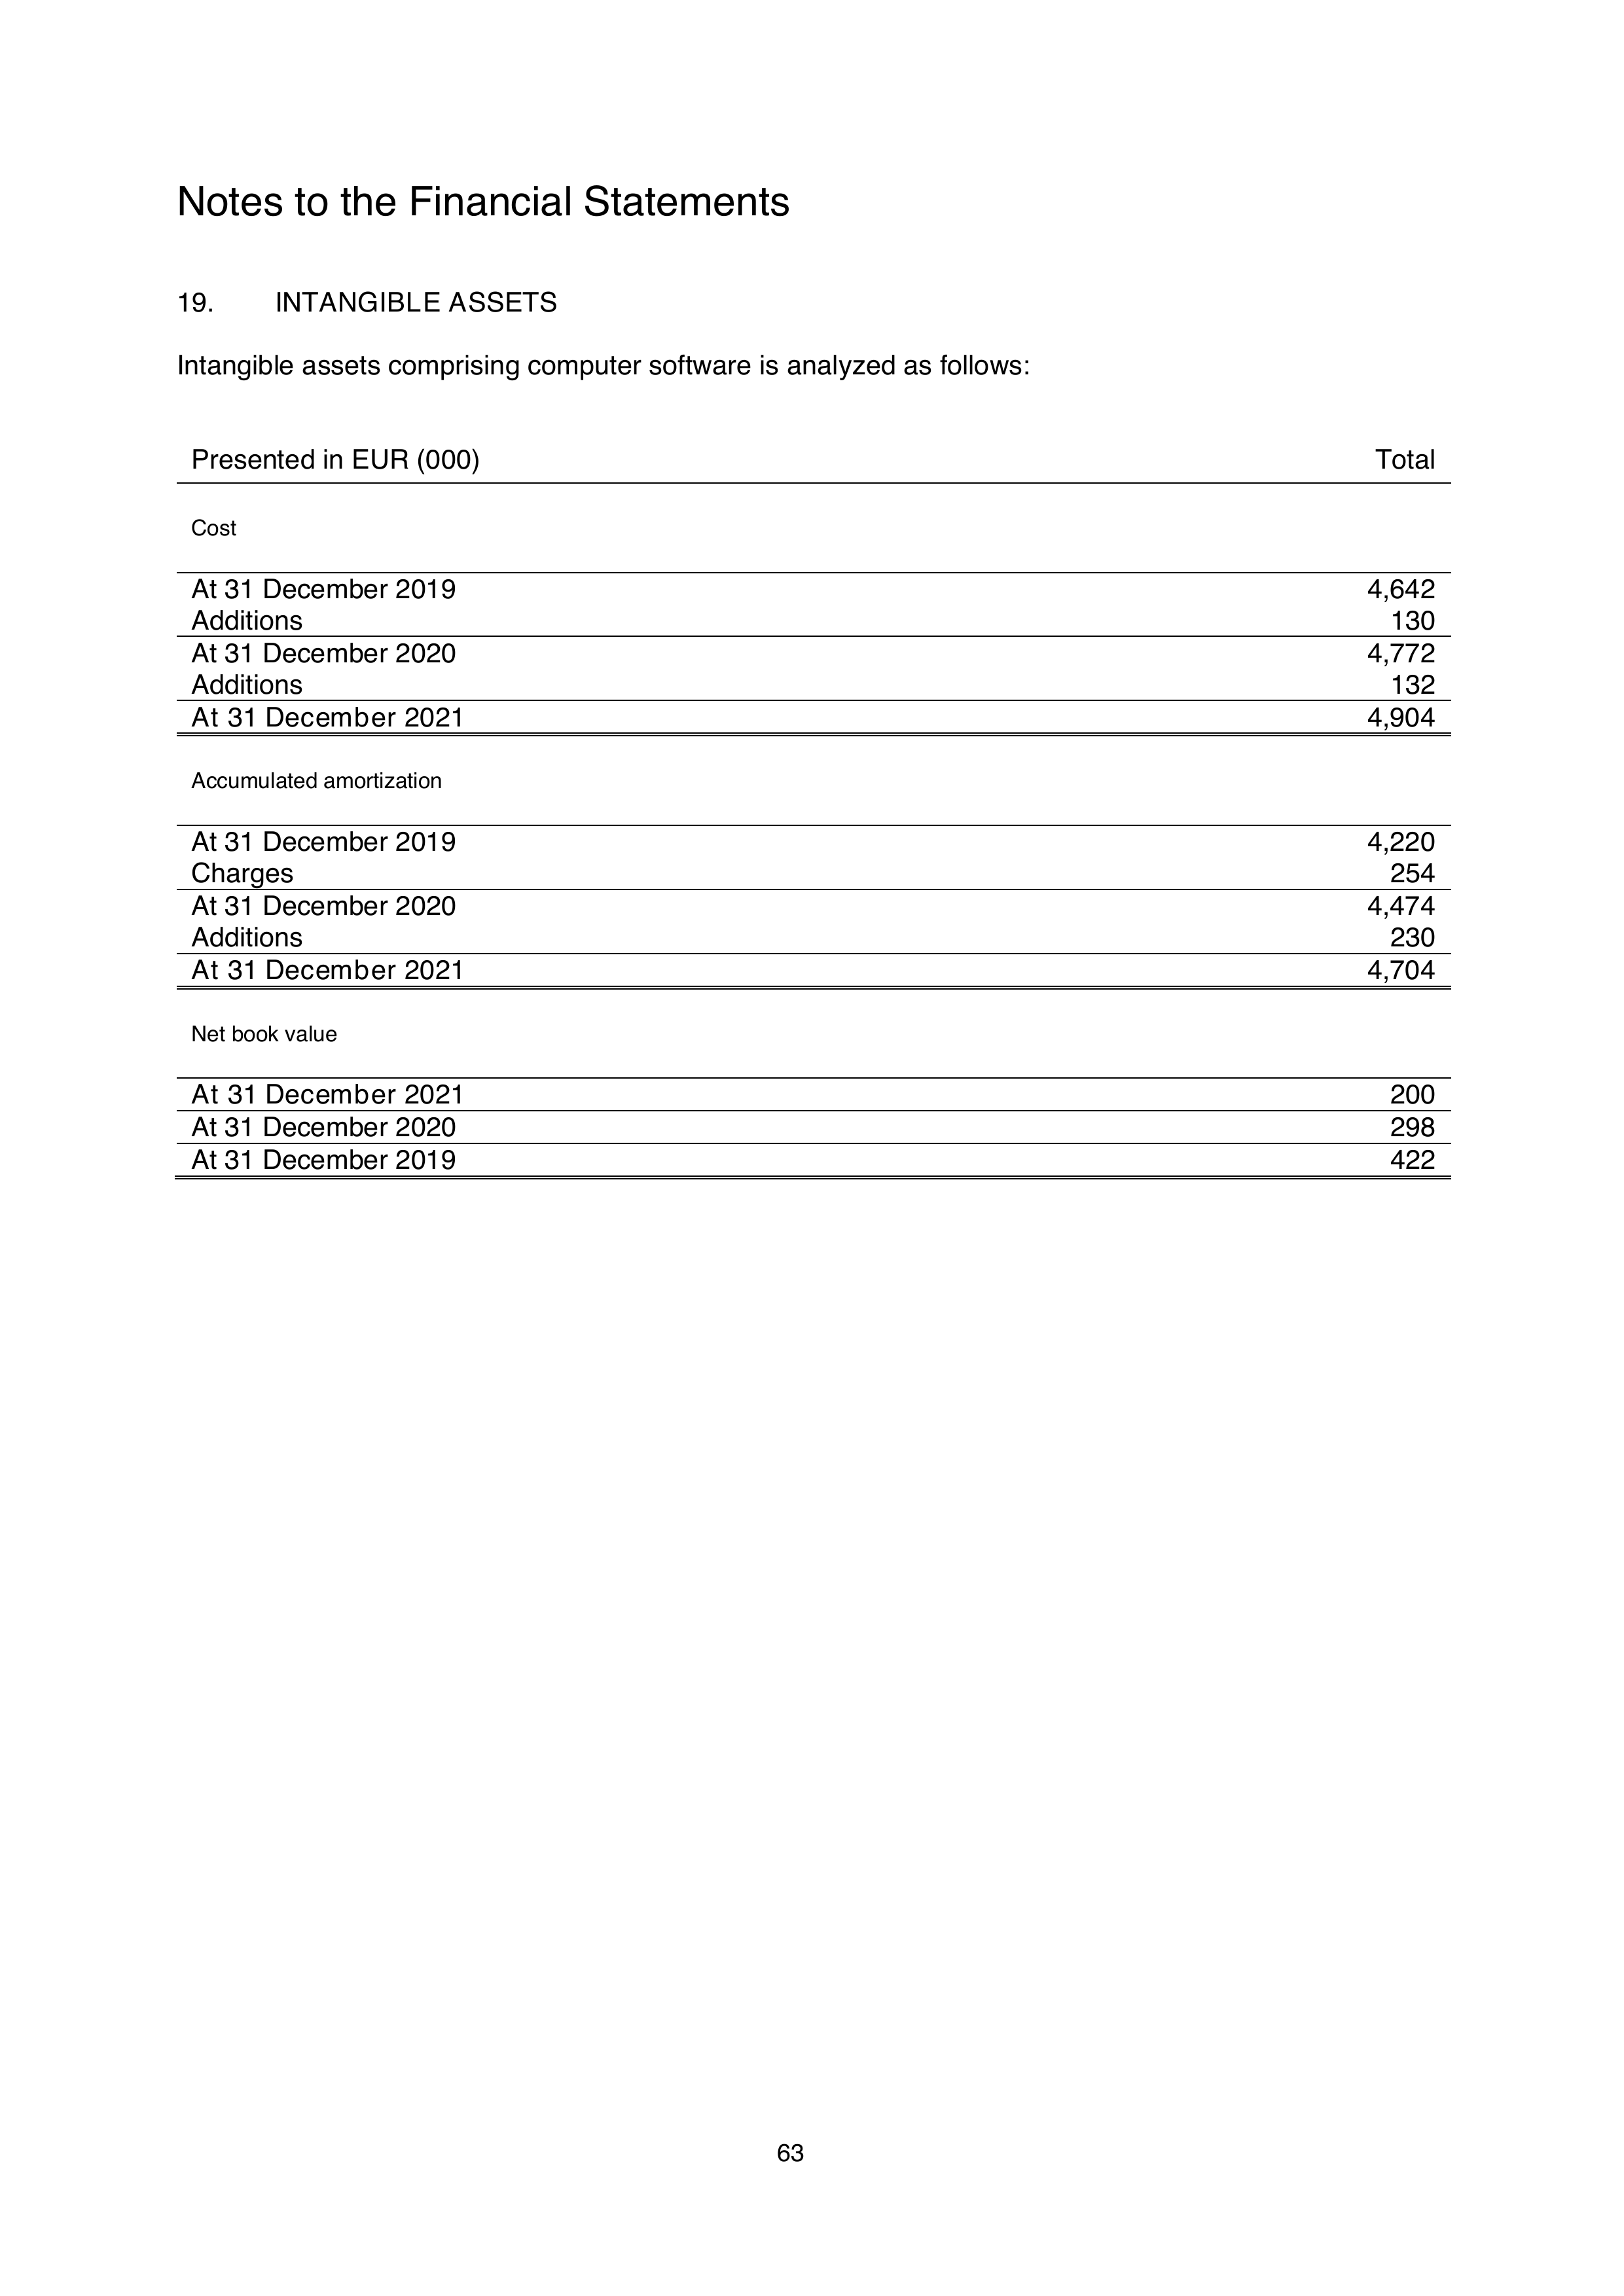 Notes to the Financial Statements
19. INTANGIBLE ASSETS
Intangible assets comprising computer software is analyzed as follows:
Presented in EUR (000) Total
Cost
At 31 December 2019 4,642
Additions 130
At 31 December 2020 4,772
Additions 132
At 31 December 2021 4,904
Accumulated amortization
At 31 December 2019 4,220
Charges 254
At 31 December 2020 4,474
Additions 230
At 31 December 2021 4,704
Net book value
At 31 December 2021 200
At 31 December 2020 298
At 31 December 2019 422
63